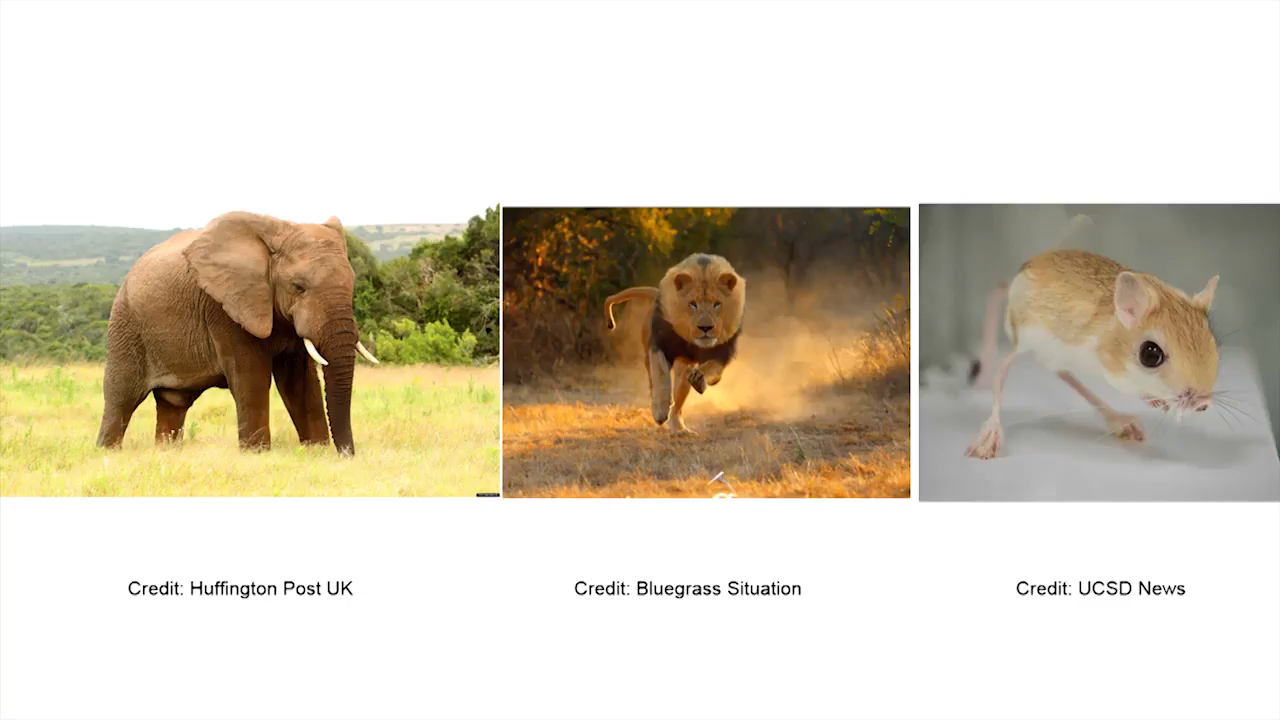 Credit: Huffington Post UK
Credit: Bluegrass Situation
Credit: UCSD News